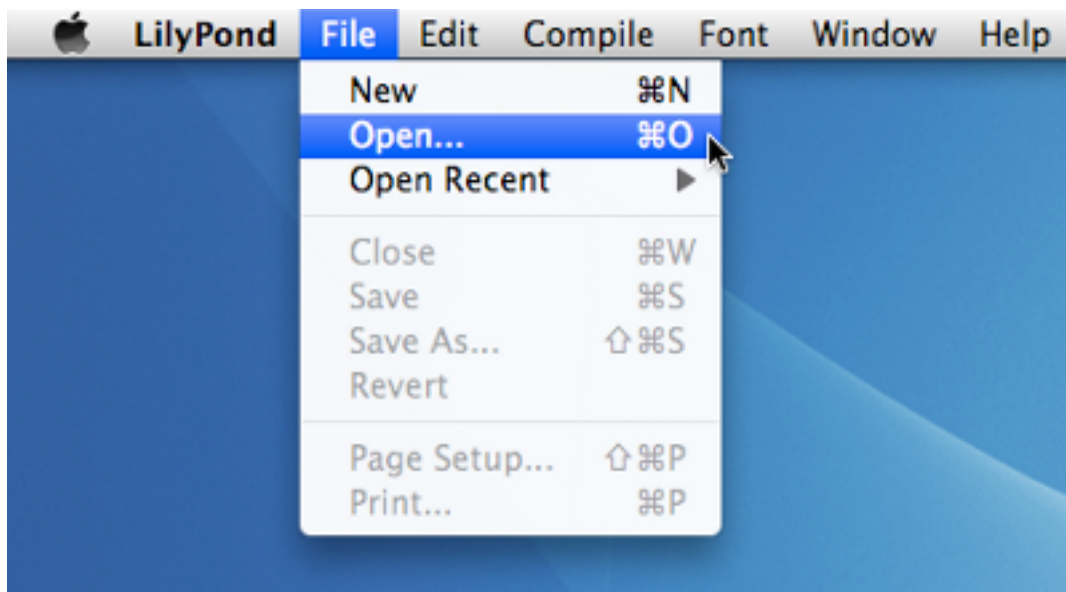 LilyPond File Edit Compile Font Window Help
New ⌘N
Open... ⌘O
Open Recent ▶
Close ⌘W
Save ⌘S
Save As... ⇧⌘S
Revert
Page Setup... ⇧⌘P
Print... ⌘P